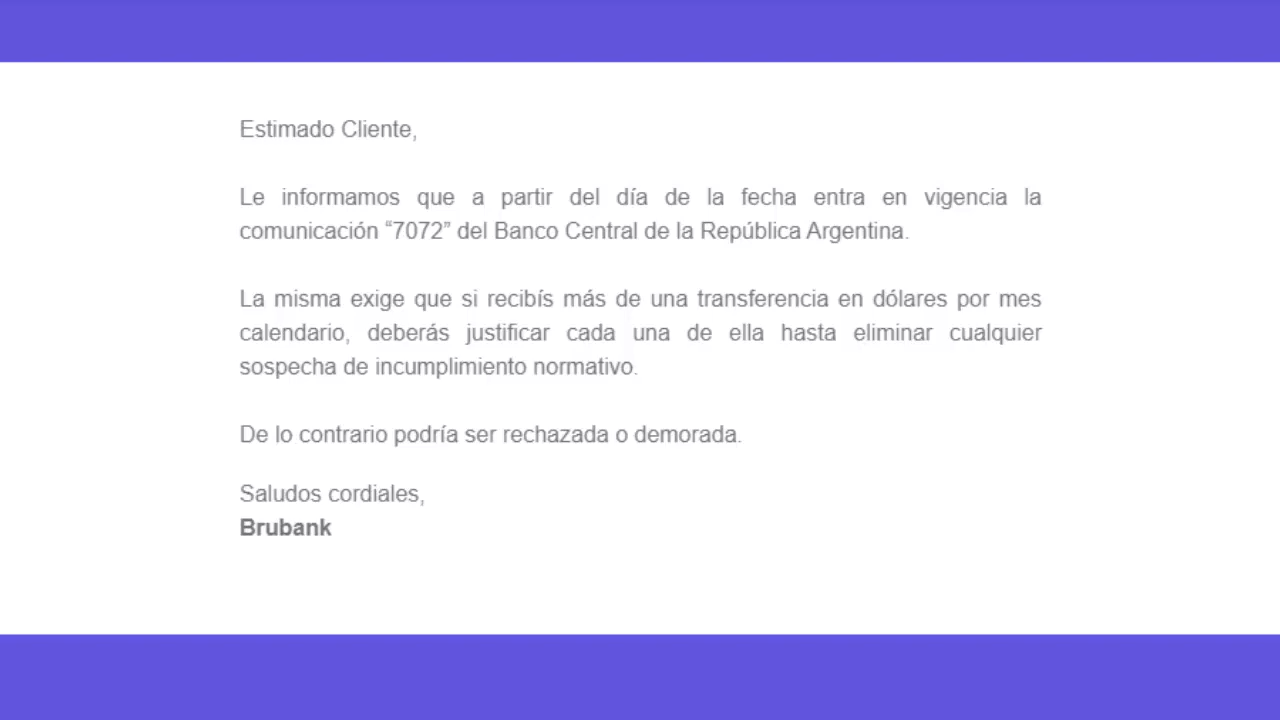 Estimado Cliente,
Le informamos que a partir del día de la fecha entra en vigencia la
comunicación “7072” del Banco Central de la República Argentina.
La misma exige que si recibís más de una transferencia en dólares por mes
calendario, deberás justificar cada una de ella hasta eliminar cualquier
sospecha de incumplimiento normativo.
De lo contrario podría ser rechazada o demorada.
Saludos cordiales,
Brubank